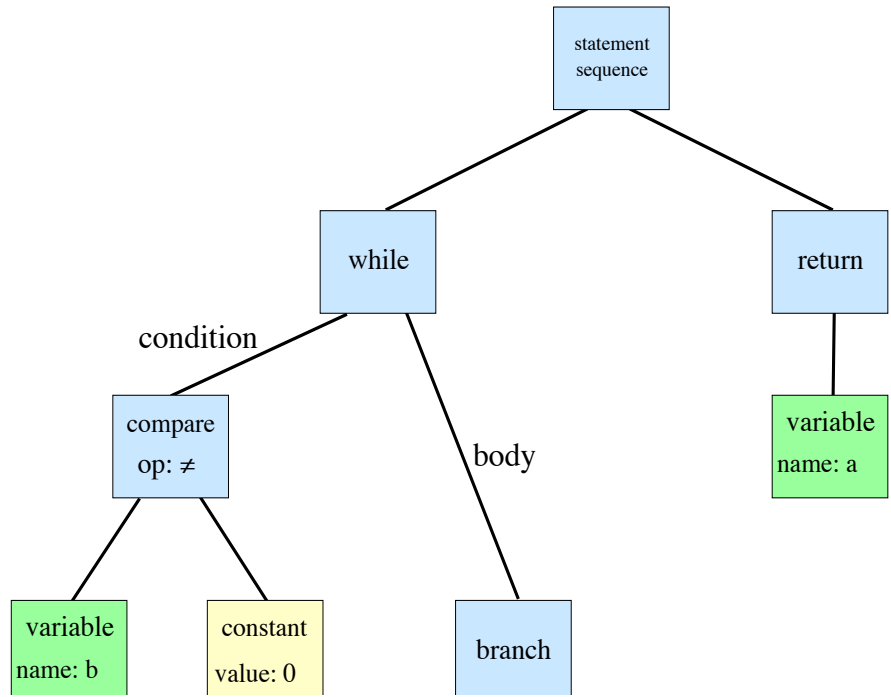 statement
sequence
while
return
condition
compare
op: ≠
body
variable
name: a
variable
name: b
constant
value: 0
branch